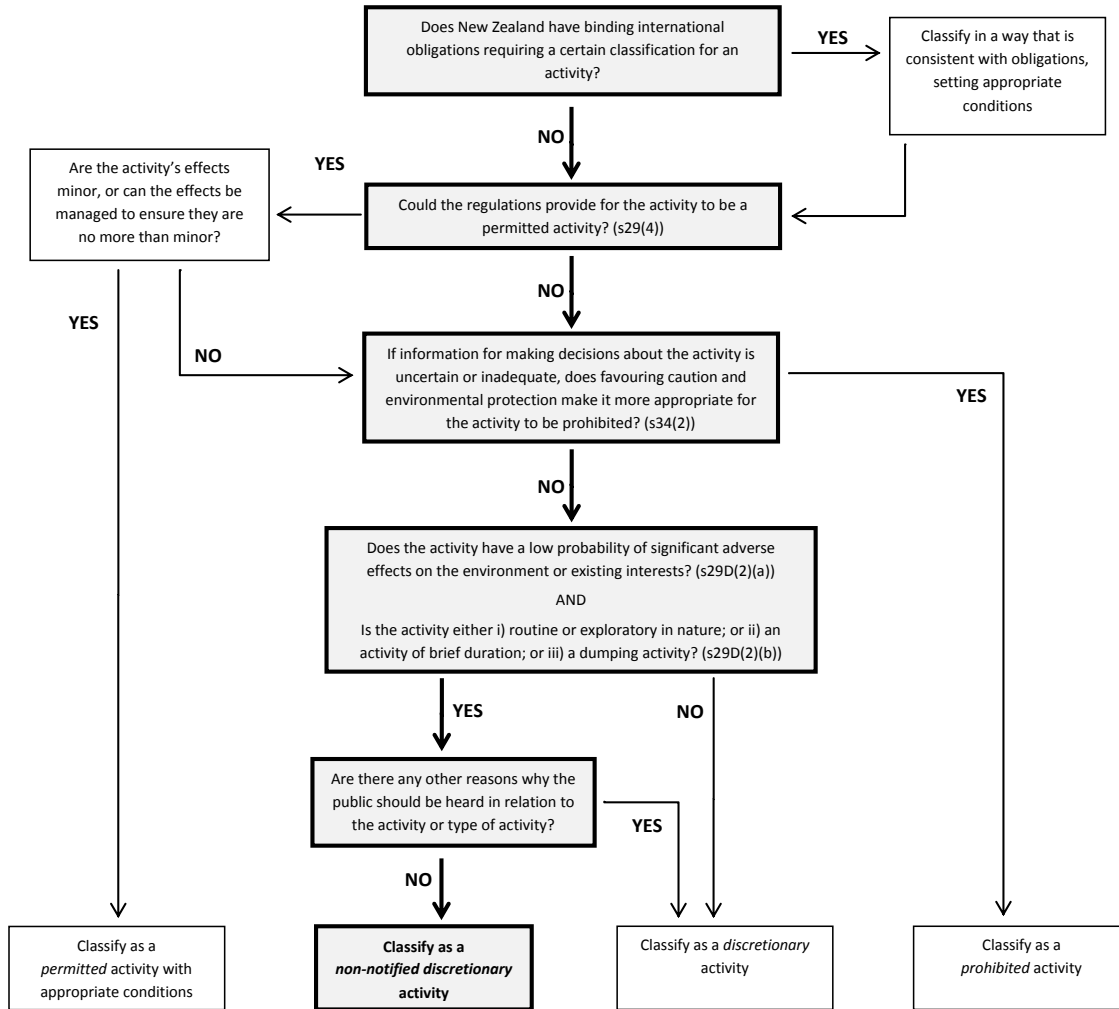 Does New Zealand have binding international
obligations requiring a certain classification for an
activity?
YES
Classify in a way that is
consistent with obligations,
setting appropriate
conditions
NO
Are the activity’s effects
minor, or can the effects be
managed to ensure they are
no more than minor?
YES
Could the regulations provide for the activity to be a
permitted activity? (s29(4))
NO
YES
NO
If information for making decisions about the activity is
uncertain or inadequate, does favouring caution and
environmental protection make it more appropriate for
the activity to be prohibited? (s34(2))
YES
NO
Does the activity have a low probability of significant adverse
effects on the environment or existing interests? (s29D(2)(a))
AND
Is the activity either i) routine or exploratory in nature; or ii) an
activity of brief duration; or iii) a dumping activity? (s29D(2)(b))
YES
NO
Are there any other reasons why the
public should be heard in relation to
the activity or type of activity?
YES
NO
Classify as a
permitted activity with
appropriate conditions
Classify as a
non-notified discretionary
activity
Classify as a discretionary
activity
Classify as a
prohibited activity